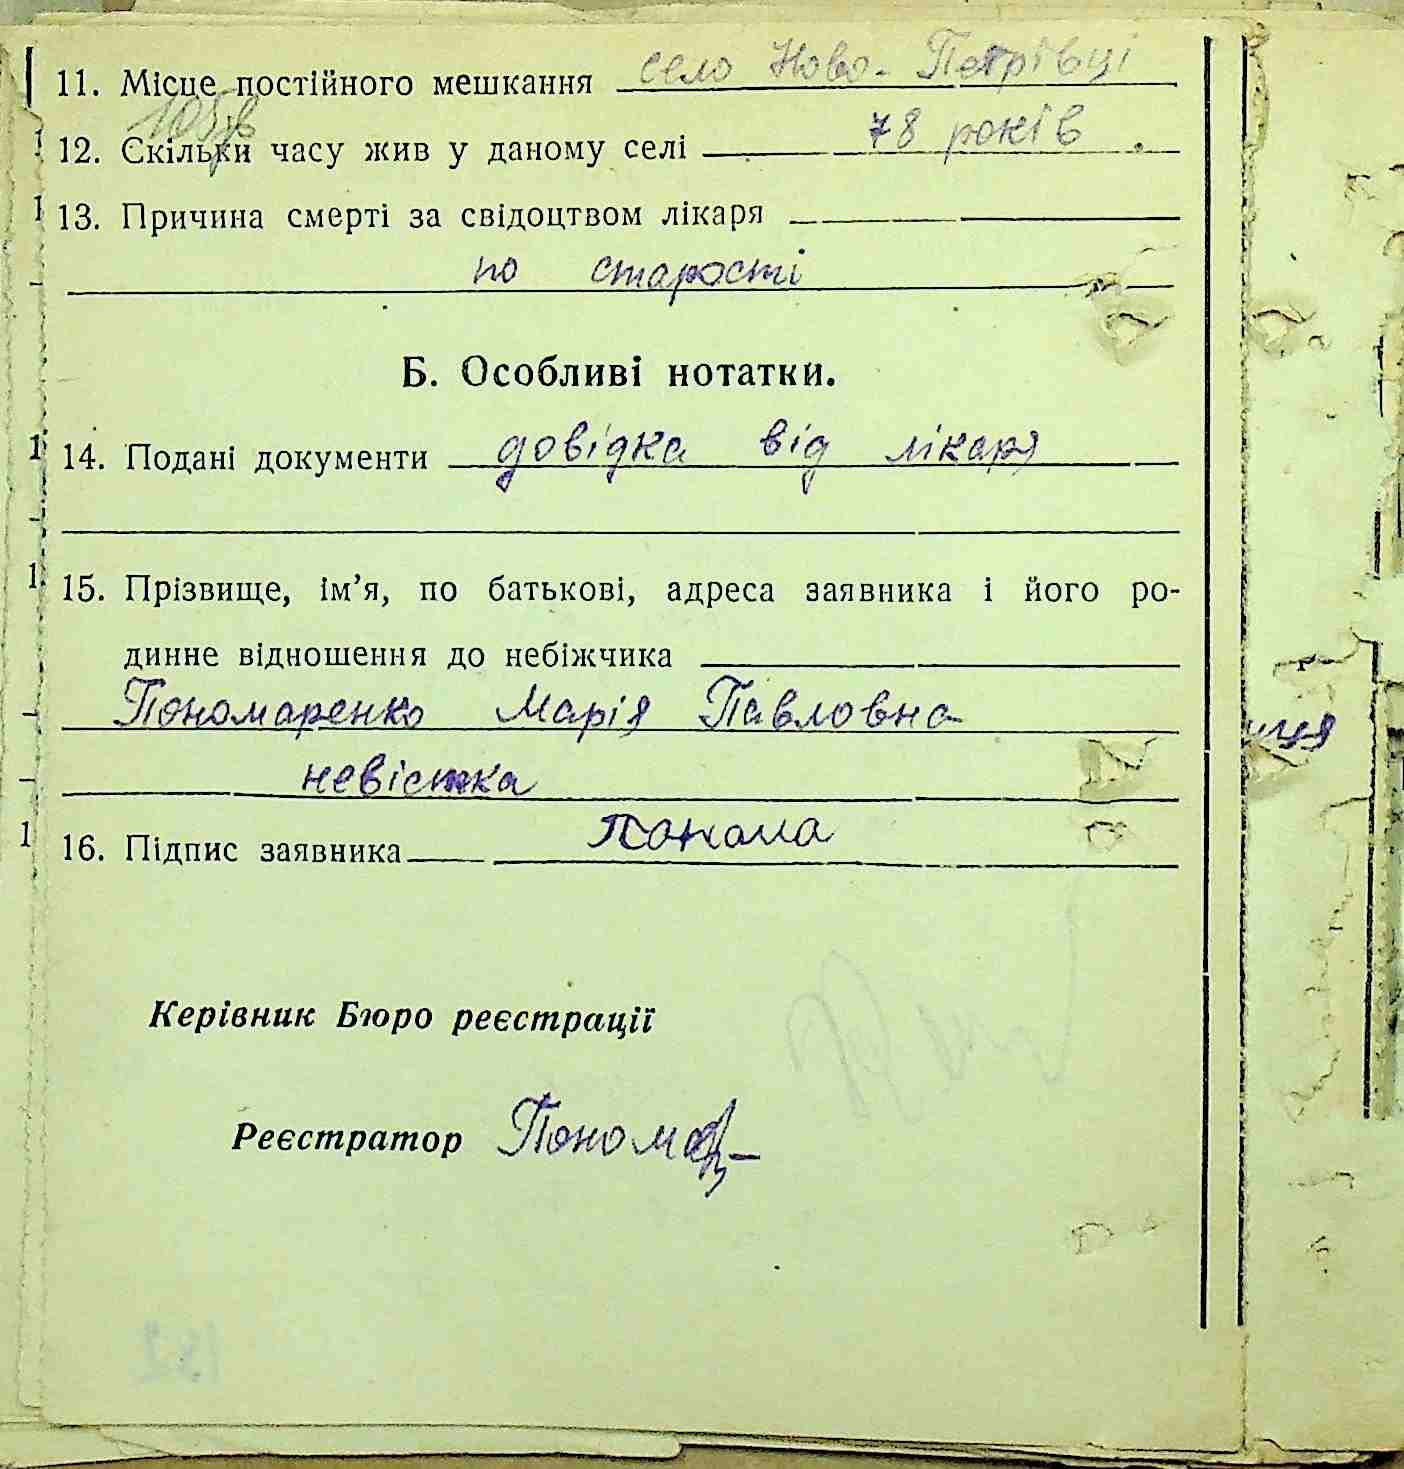 11. Місце постійного мешкання село Ново-Петрівці
12. Скільки часу жив у даному селі 78 років.
13. Причина смерті за свідоцтвом лікаря
по старості
Б. Особливі нотатки.
14. Подані документи довідка від лікаря
15. Прізвище, ім’я, по батькові, адреса заявника і його ро-
динне відношення до небіжчика
Пономаренко Марія Павловна
невістка
16. Підпис заявника Понома
Керівник Бюро реєстрації
Реєстратор Пономар